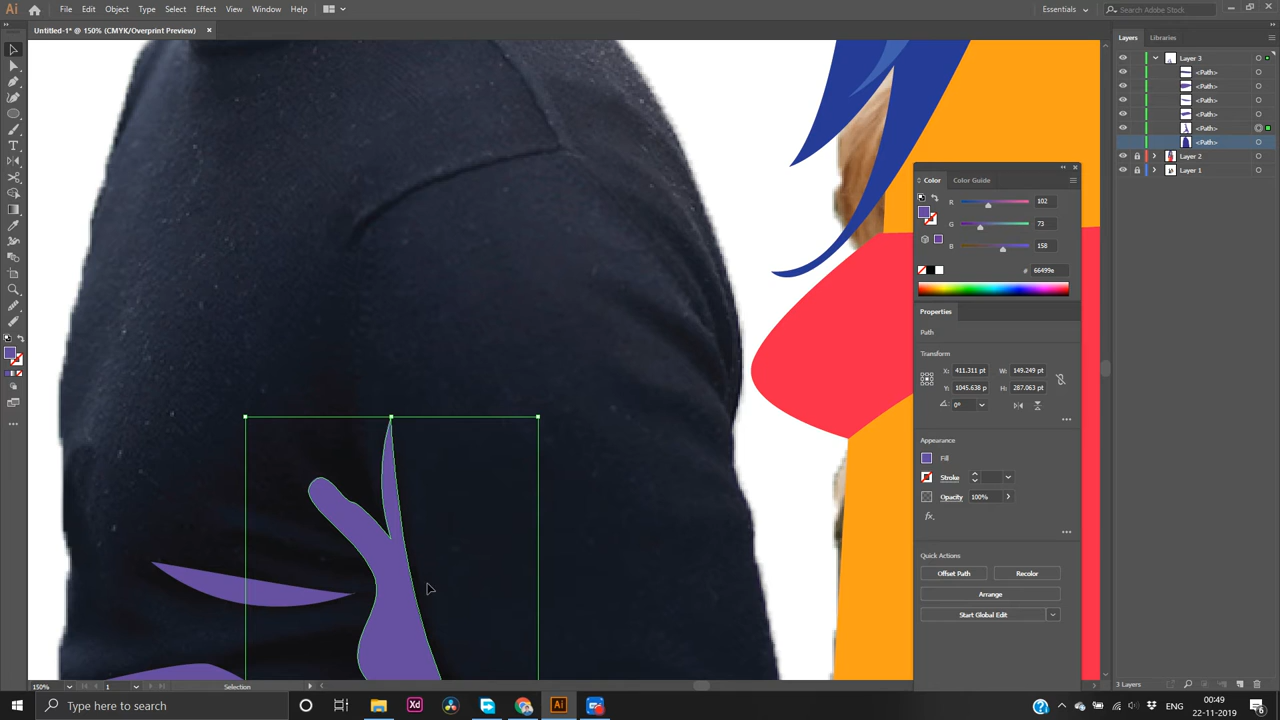 Ai File Edit Object Type Select Effect View Window Help Essentials Search Adobe Stock
Untitled-1* @ 150% (CMYK/Overprint Preview) ×
Layers Libraries
Layer 3
<Path>
<Path>
<Path>
<Path>
<Path>
<Path>
Layer 2
Layer 1
Color Color Guide
R 102
G 73
B 158
# 66499e
Properties
Path
Transform
X: 411.311 pt W: 149.249 pt
Y: 1045.638 p H: 287.063 pt
0°
Appearance
Fill
Stroke
Opacity 100%
fx.
Quick Actions
Offset Path Recolor
Arrange
Start Global Edit
150% 1 Selection 3 Layers
Type here to search Xd Ai ENG 00:49
22-11-2019 6